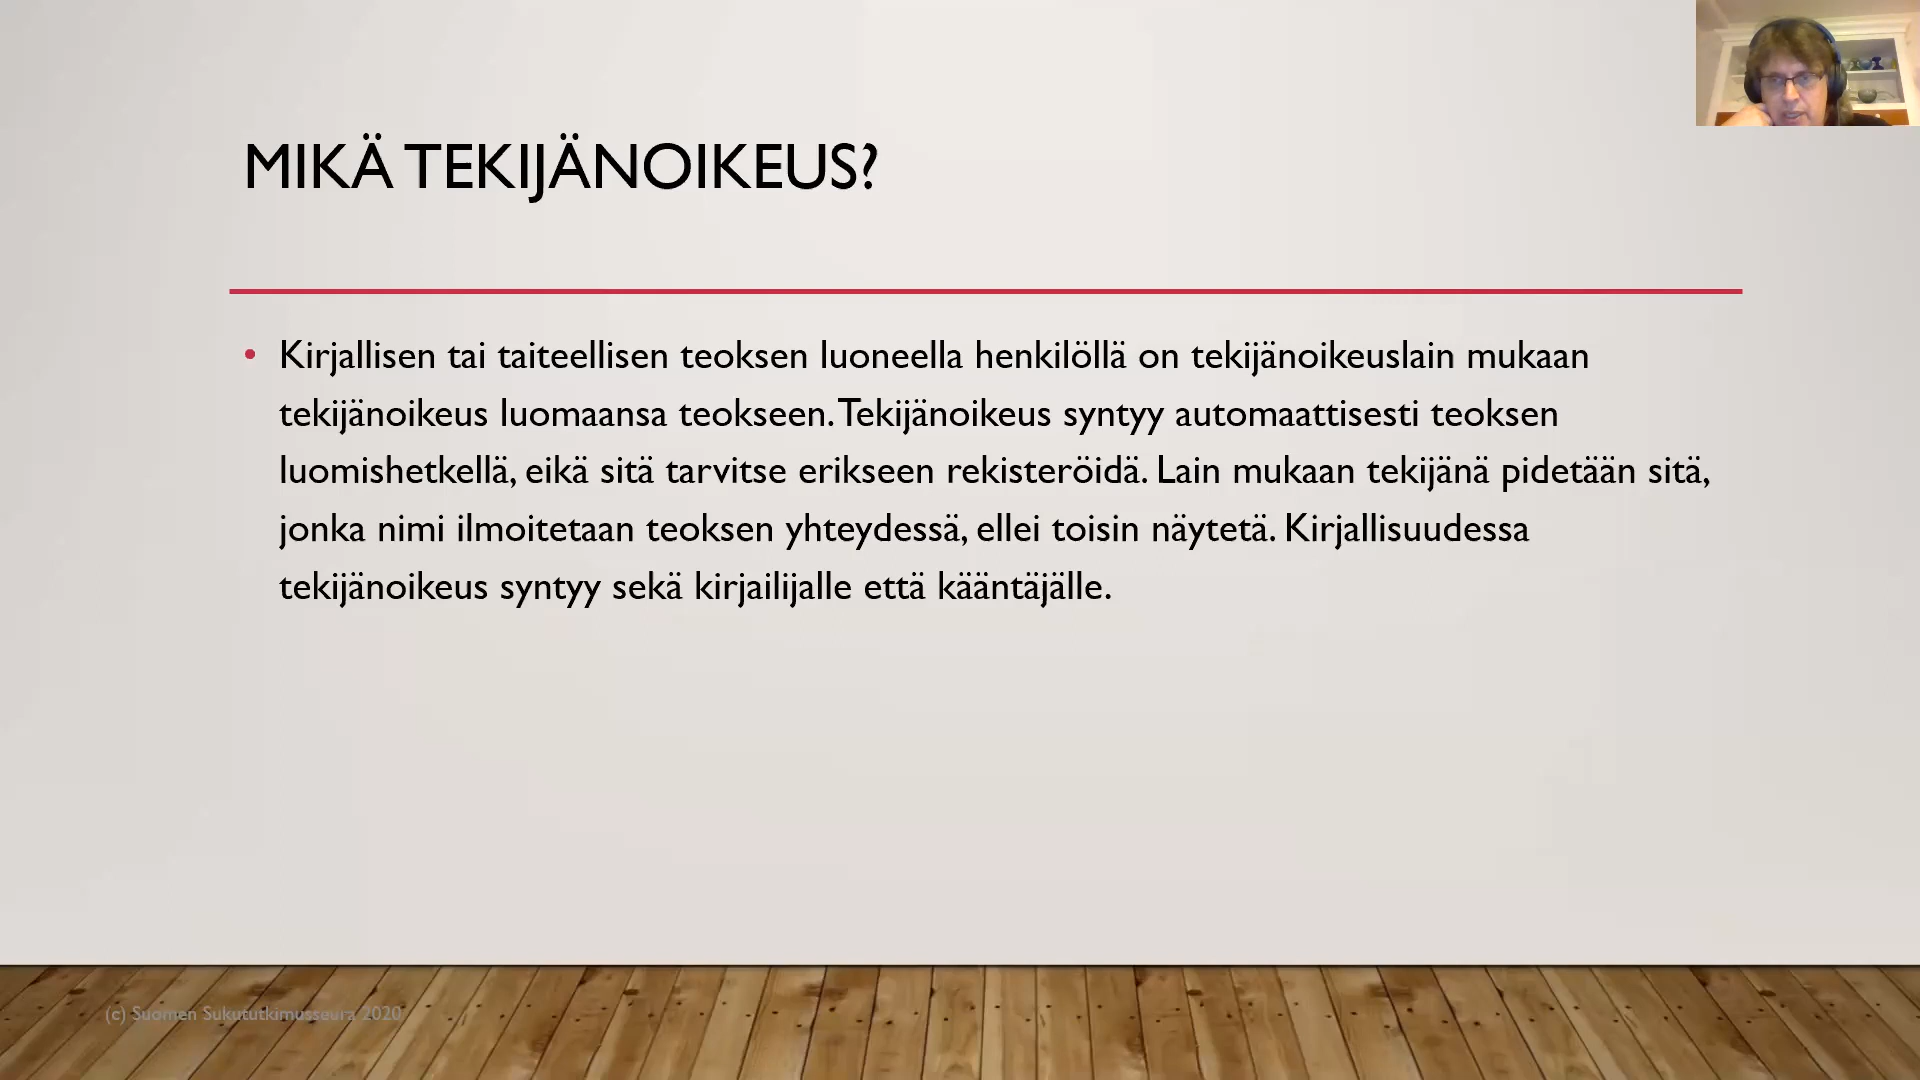 MIKÄ TEKIJÄNOIKEUS?
• Kirjallisen tai taiteellisen teoksen luoneella henkilöllä on tekijänoikeuslain mukaan
tekijänoikeus luomaansa teokseen. Tekijänoikeus syntyy automaattisesti teoksen
luomishetkellä, eikä sitä tarvitse erikseen rekisteröidä. Lain mukaan tekijänä pidetään sitä,
jonka nimi ilmoitetaan teoksen yhteydessä, ellei toisin näytetä. Kirjallisuudessa
tekijänoikeus syntyy sekä kirjailijalle että kääntäjälle.
(c) Suomen Sukututkimusseura 2020